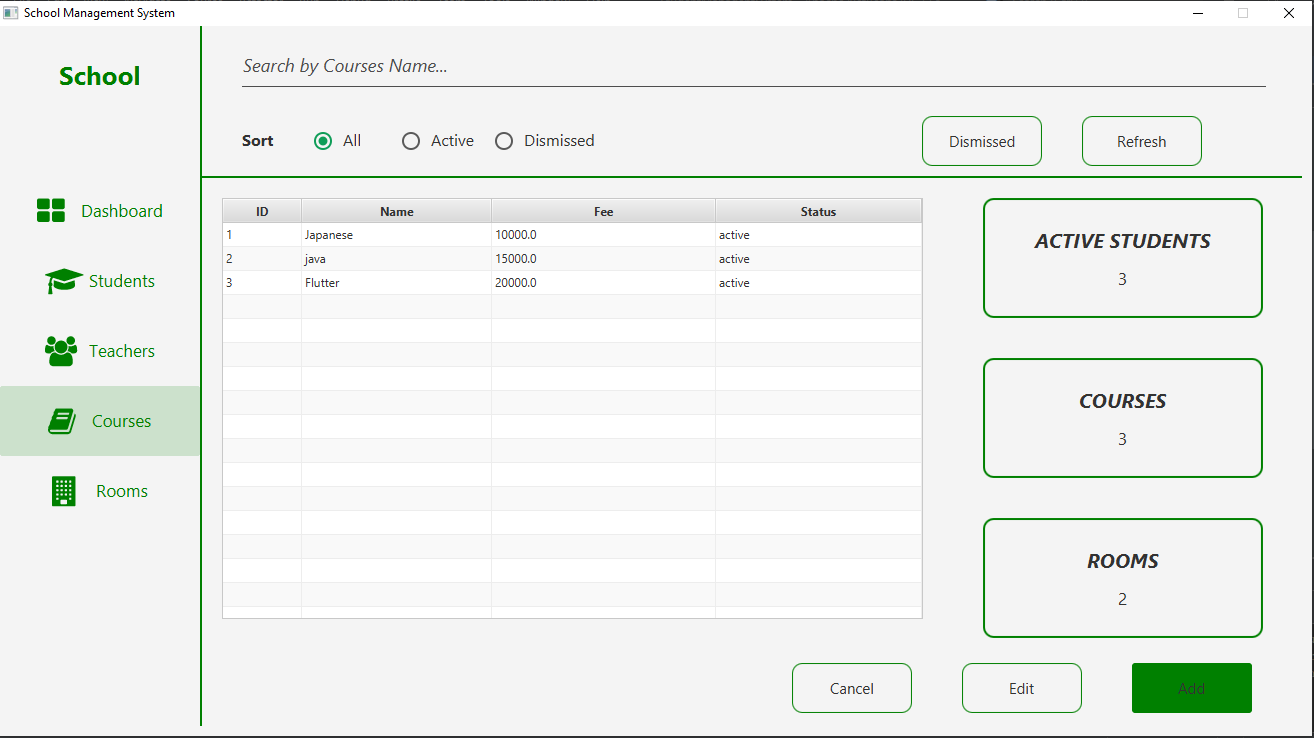 School Management System
School
Search by Courses Name...
Sort All Active Dismissed Dismissed Refresh
Dashboard
Students
Teachers
Courses
Rooms
ID Name Fee Status
1 Japanese 10000.0 active
2 java 15000.0 active
3 Flutter 20000.0 active
ACTIVE STUDENTS
3
COURSES
3
ROOMS
2
Cancel Edit Add